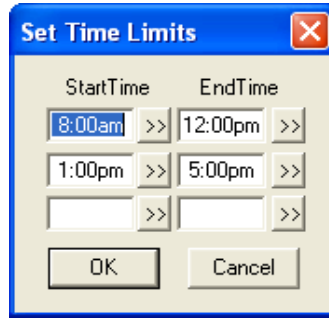 Set Time Limits
StartTime EndTime
8:00am >> 12:00pm >>
1:00pm >> 5:00pm >>
>> >>
OK Cancel